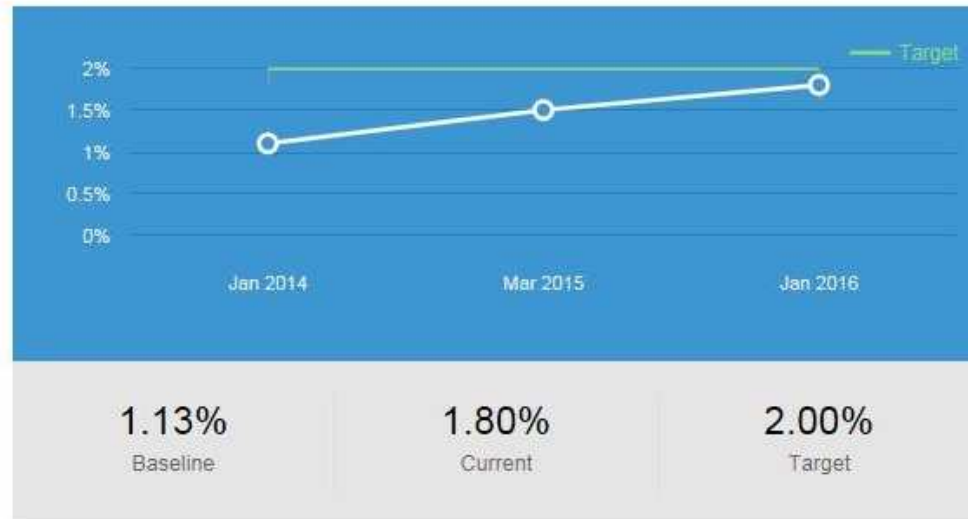 Target
2%
1.5%
1%
0.5%
0%
Jan 2014 Mar 2015 Jan 2016
1.13% 1.80% 2.00%
Baseline Current Target